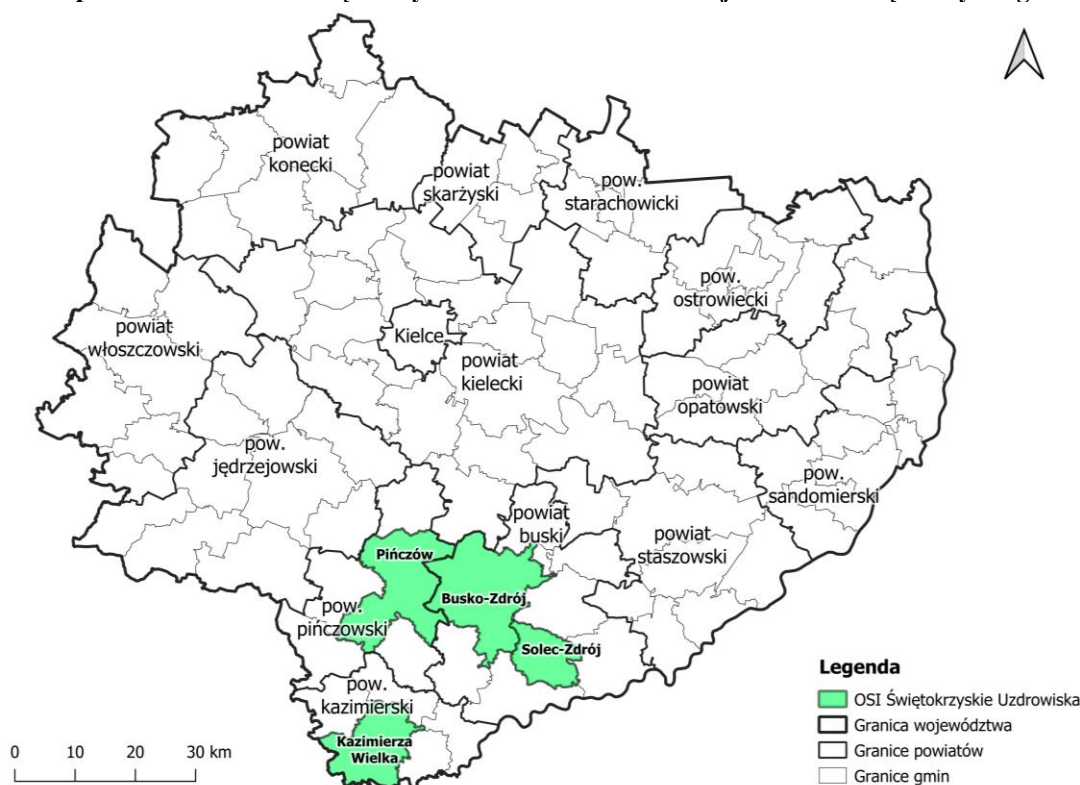 powiat
konecki
powiat
skarżyski
pow.
starachowicki
pow.
ostrowiecki
powiat
włoszczowski
Kielce
powiat
kielecki
powiat
opatowski
pow.
jędrzejowski
pow.
sandomierski
powiat
buski
powiat
staszowski
Pińczów
Busko-Zdrój
pow.
pińczowski
Solec-Zdrój
pow.
kazimierski
Kazimierza
Wielka
0 10 20 30 km
Legenda
OSI Świętokrzyskie Uzdrowiska
Granica województwa
Granice powiatów
Granice gmin